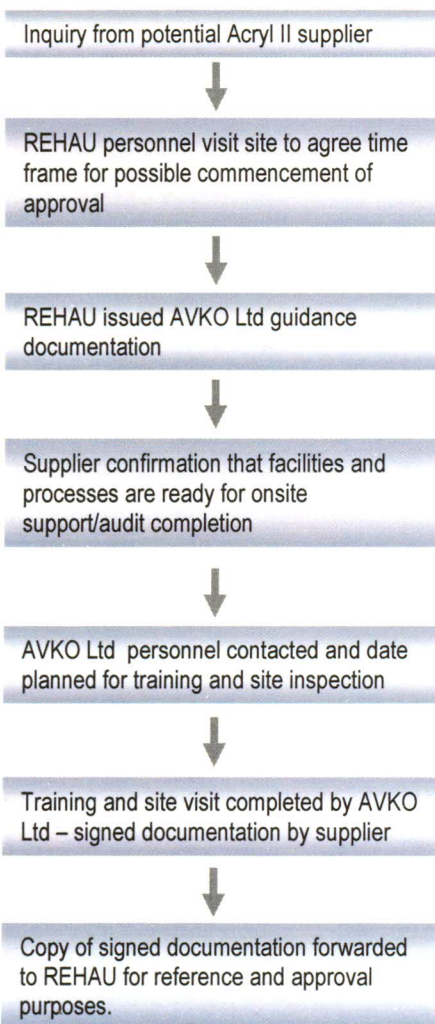 Inquiry from potential Acryl II supplier
REHAU personnel visit site to agree time
frame for possible commencement of
approval
REHAU issued AVKO Ltd guidance
documentation
Supplier confirmation that facilities and
processes are ready for onsite
support/audit completion
AVKO Ltd personnel contacted and date
planned for training and site inspection
Training and site visit completed by AVKO
Ltd – signed documentation by supplier
Copy of signed documentation forwarded
to REHAU for reference and approval
purposes.